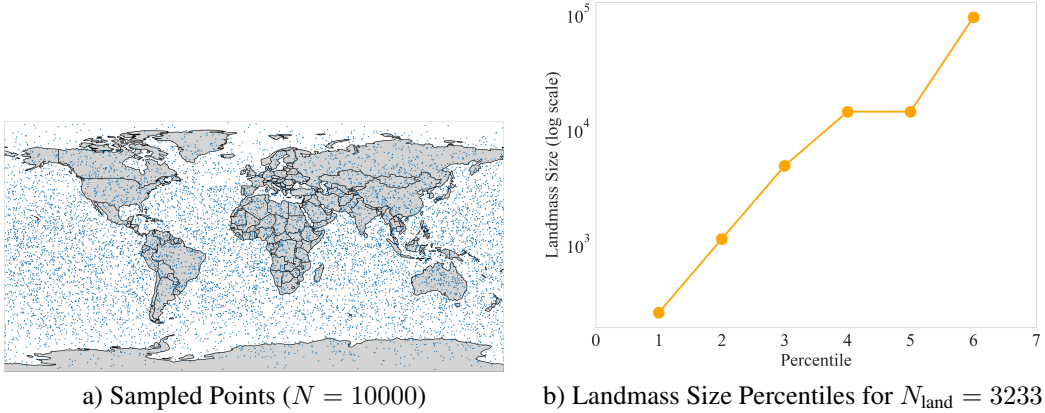 10^5
10^4
10^3
Landmass Size (log scale)
0 1 2 3 4 5 6 7
Percentile
a) Sampled Points (N = 10000)
b) Landmass Size Percentiles for N_land = 3233